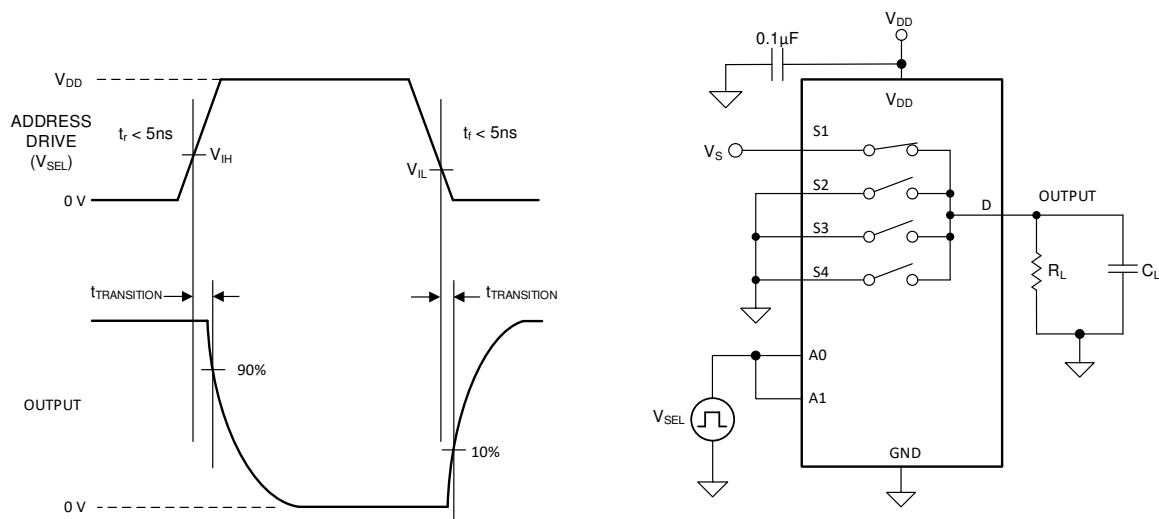 V_DD
ADDRESS
DRIVE
(V_SEL)
t_r < 5ns
V_IH
V_IL
t_f < 5ns
0 V
t_TRANSITION
t_TRANSITION
90%
OUTPUT
10%
0 V
V_DD
0.1µF
V_DD
V_S
S1
S2
S3
S4
D
OUTPUT
R_L
C_L
A0
A1
V_SEL
GND